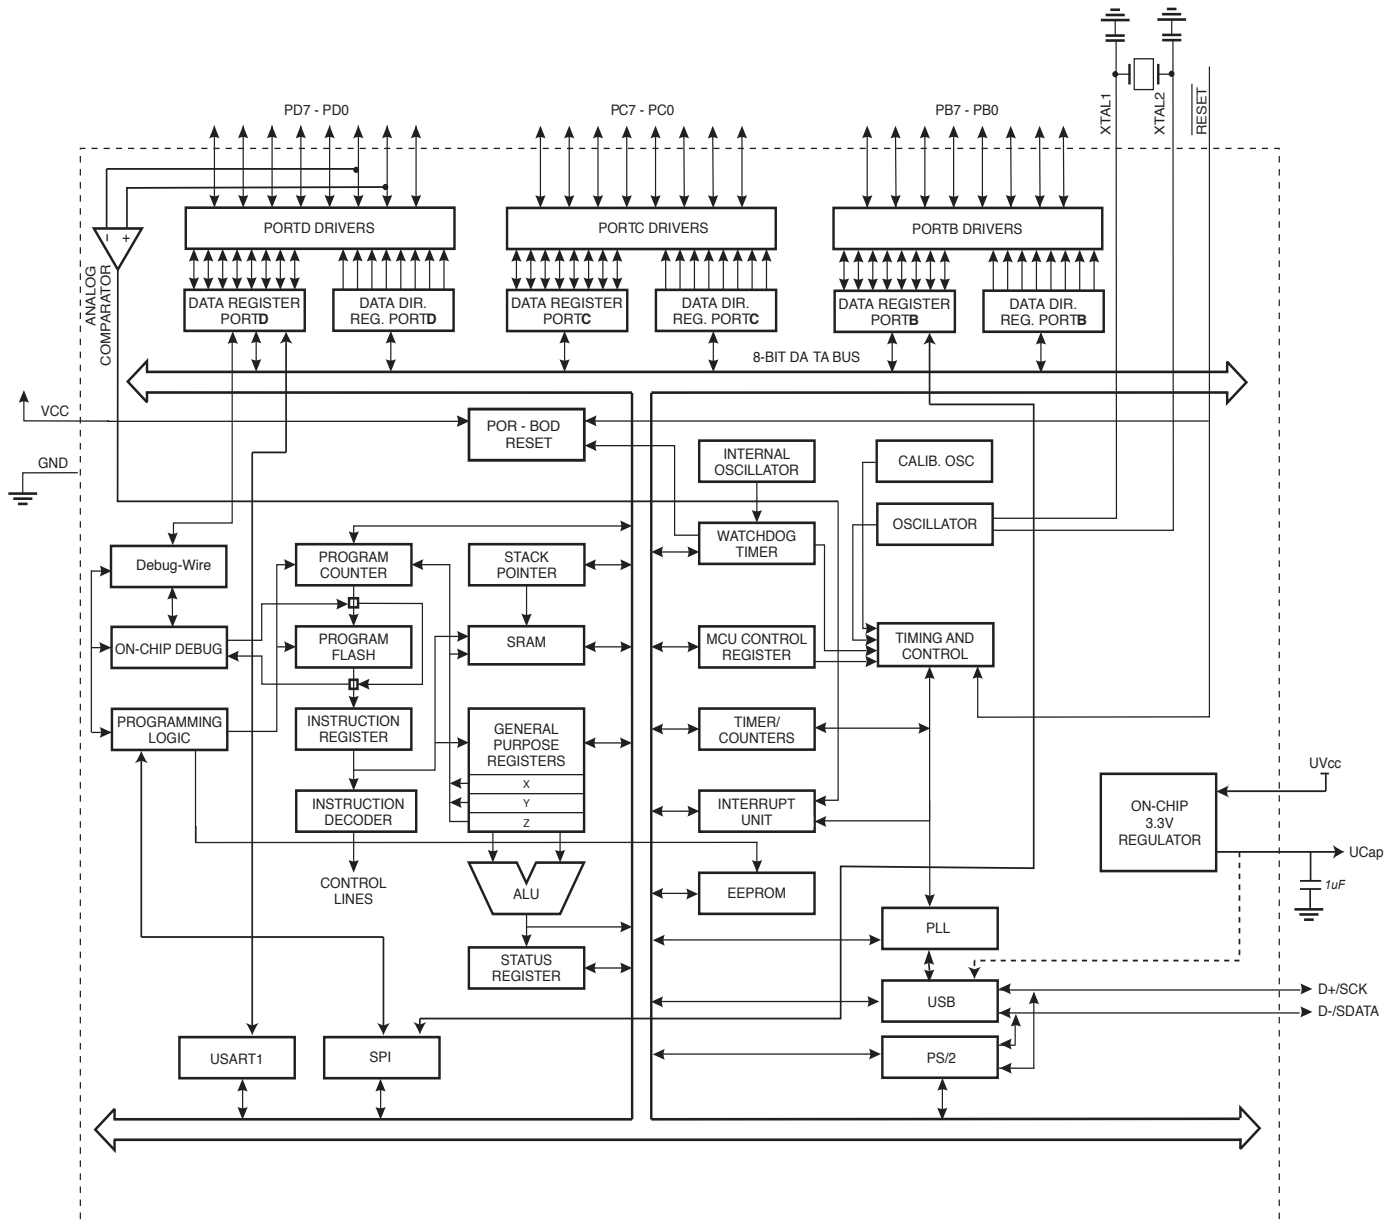 XTAL1
XTAL2
RESET
PD7 - PD0
PC7 - PC0
PB7 - PB0
PORTD DRIVERS
PORTC DRIVERS
PORTB DRIVERS
- +
ANALOG
COMPARATOR
DATA REGISTER
PORTD
DATA DIR.
REG. PORTD
DATA REGISTER
PORTC
DATA DIR.
REG. PORTC
DATA REGISTER
PORTB
DATA DIR.
REG. PORTB
8-BIT DA TA BUS
VCC
POR - BOD
RESET
GND
INTERNAL
OSCILLATOR
CALIB. OSC
OSCILLATOR
WATCHDOG
TIMER
Debug-Wire
PROGRAM
COUNTER
STACK
POINTER
ON-CHIP DEBUG
PROGRAM
FLASH
SRAM
MCU CONTROL
REGISTER
TIMING AND
CONTROL
PROGRAMMING
LOGIC
INSTRUCTION
REGISTER
GENERAL
PURPOSE
REGISTERS
X
Y
Z
TIMER/
COUNTERS
INSTRUCTION
DECODER
INTERRUPT
UNIT
UVcc
ON-CHIP
3.3V
REGULATOR
UCap
1uF
CONTROL
LINES
ALU
EEPROM
PLL
STATUS
REGISTER
USB
D+/SCK
D-/SDATA
USART1
SPI
PS/2